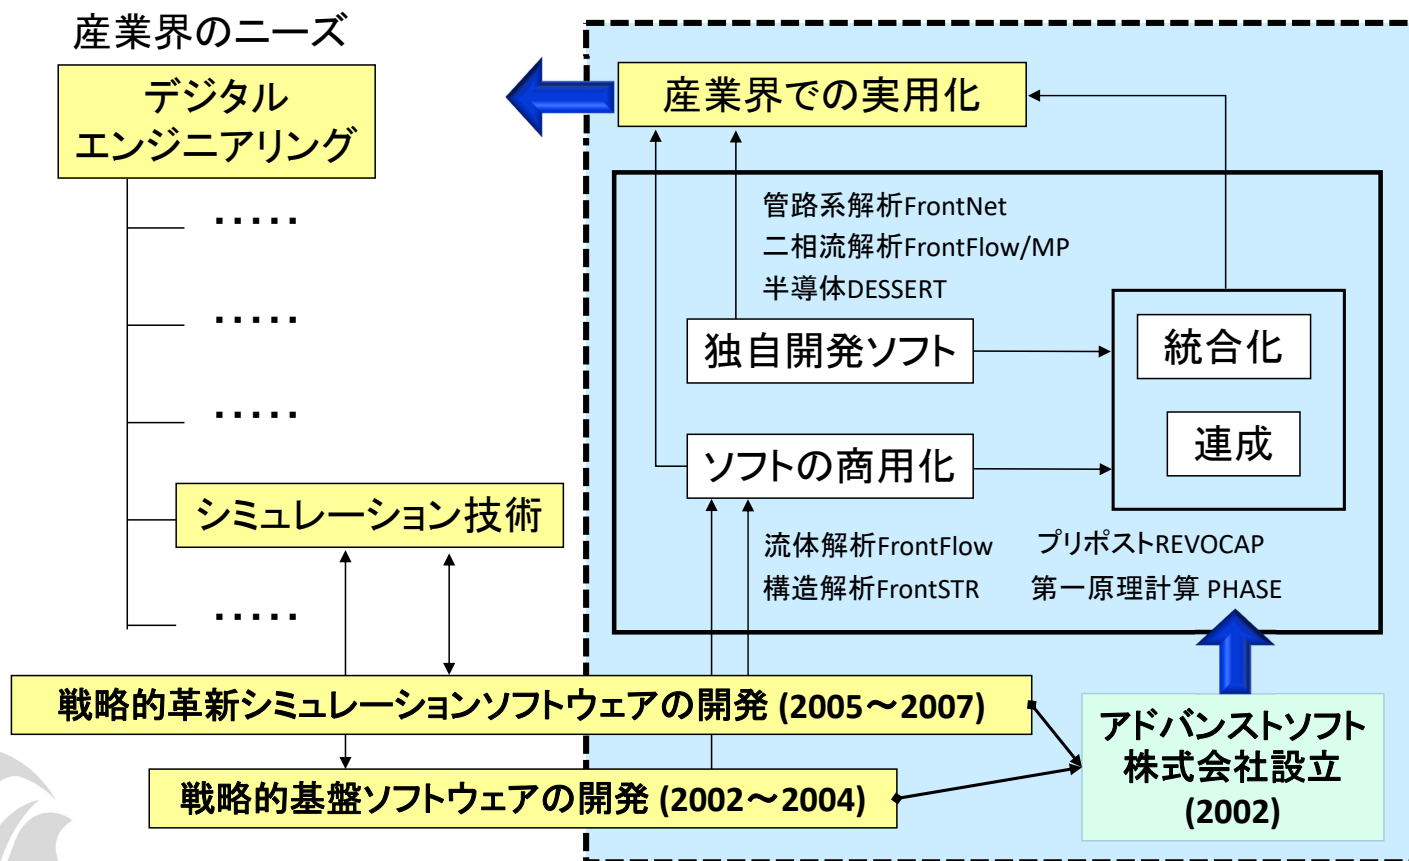 産業界のニーズ
デジタル
エンジニアリング
・・・・・
・・・・・
・・・・・
シミュレーション技術
・・・・・
産業界での実用化
管路系解析FrontNet
二相流解析FrontFlow/MP
半導体DESSERT
独自開発ソフト
統合化
連成
ソフトの商用化
流体解析FrontFlow
プリポストREVOCAP
構造解析FrontSTR
第一原理計算 PHASE
戦略的革新シミュレーションソフトウェアの開発 (2005～2007)
戦略的基盤ソフトウェアの開発 (2002～2004)
アドバンストソフト
株式会社設立
(2002)